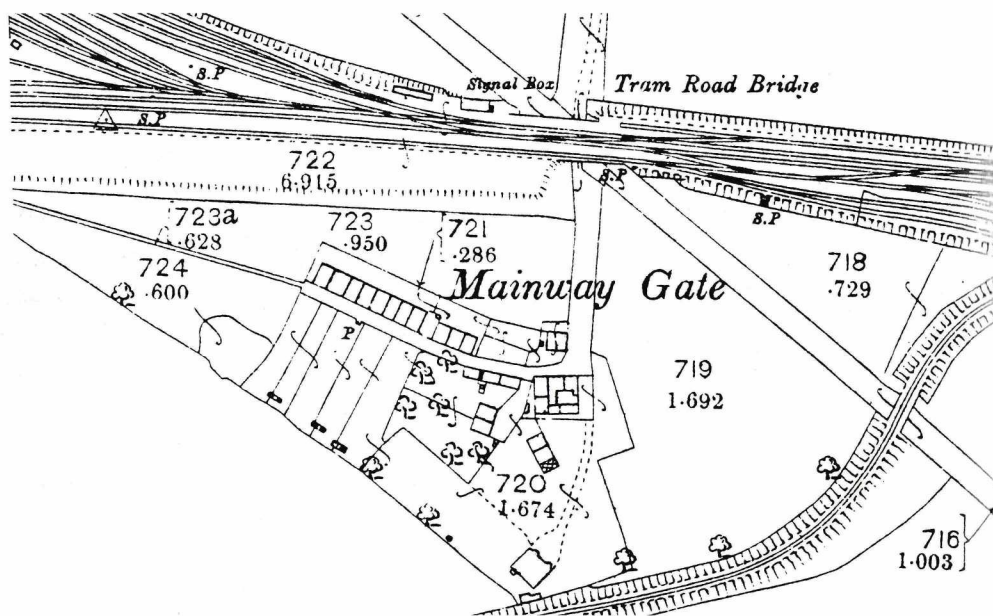 S.P
Signal Box
Tram Road Bridge
S.P
722
6·915
S.P
S.P
723a
·628
723
·950
721
·286
718
·729
724
·600
Mainway Gate
P
719
1·692
720
1·674
716
1·003